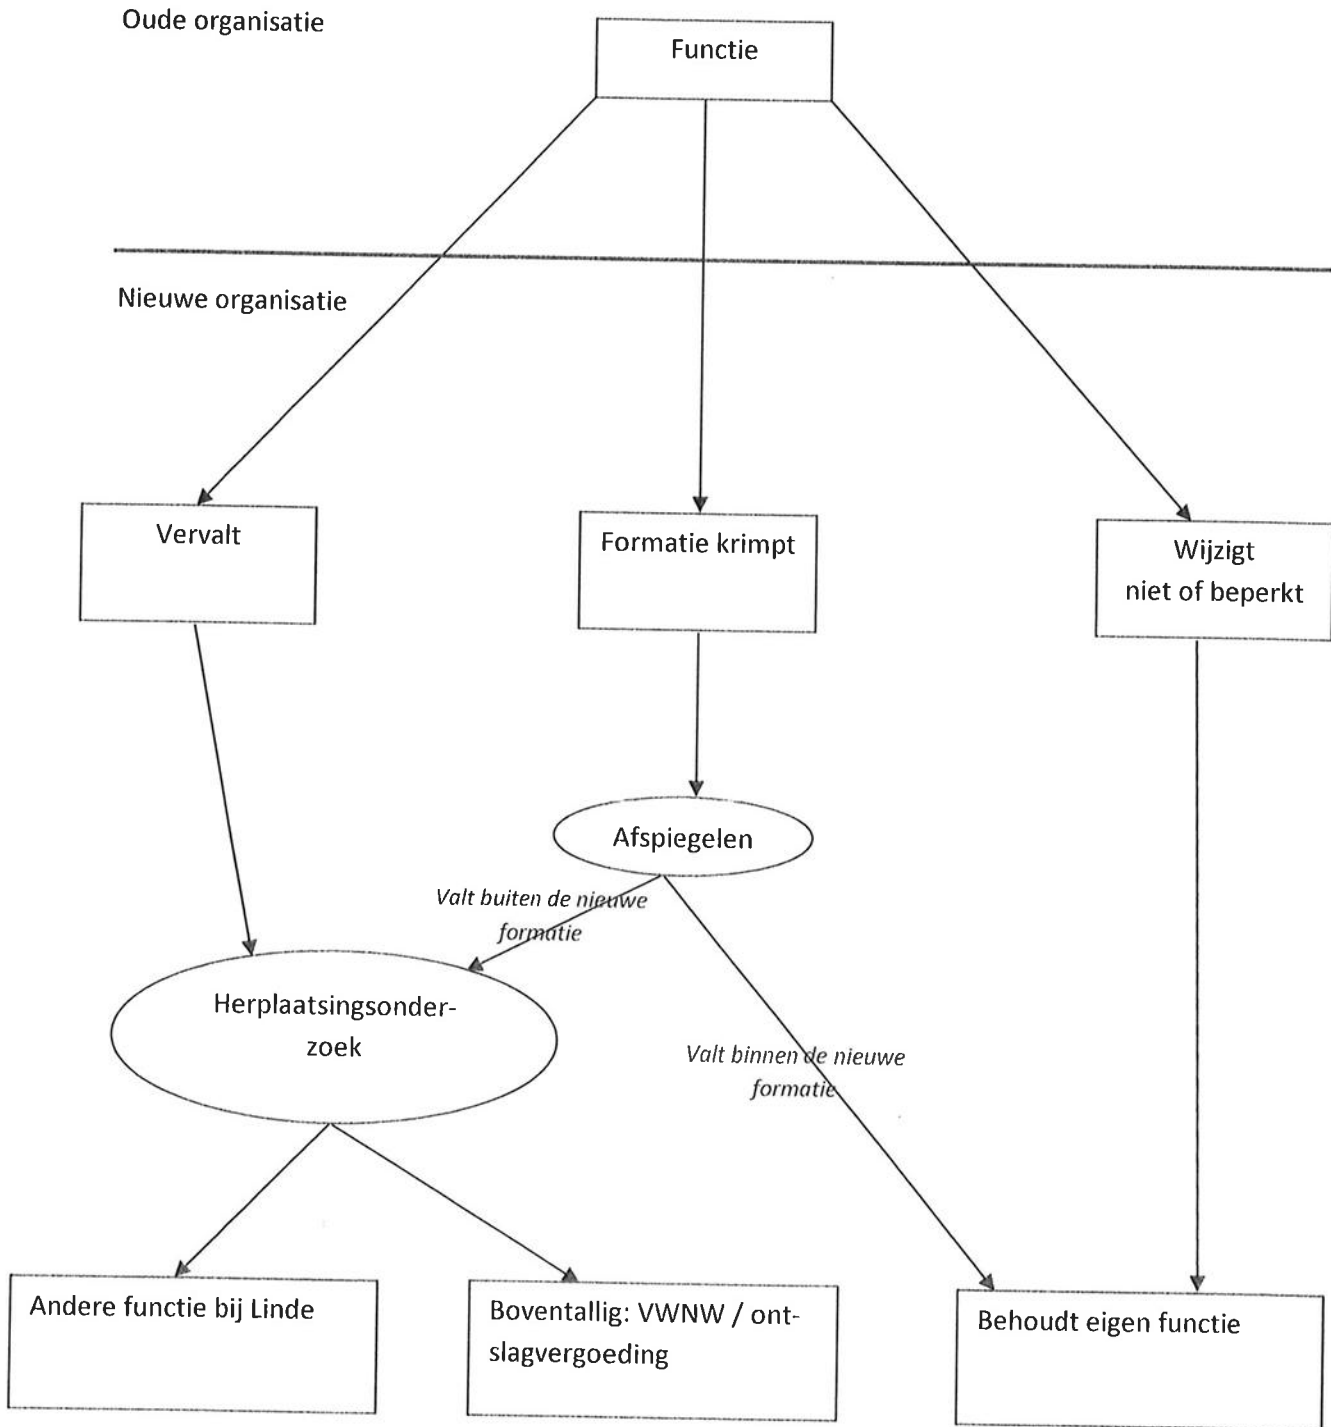 Oude organisatie
Functie
Nieuwe organisatie
Vervalt
Formatie krimpt
Wijzigt
niet of beperkt
Afspiegelen
Valt buiten de nieuwe
formatie
Herplaatsingsonder-
zoek
Valt binnen de nieuwe
formatie
Andere functie bij Linde
Boventallig: VWNW / ont-
slagvergoeding
Behoudt eigen functie